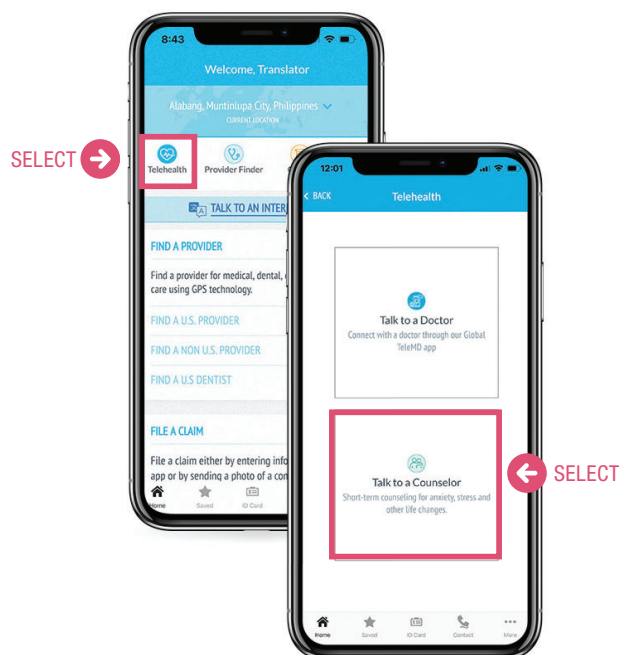 8:43
Welcome, Translator
Alabang, Muntinlupa City, Philippines
CURRENT LOCATION
SELECT
Telehealth
Provider Finder
TALK TO AN INTER
FIND A PROVIDER
Find a provider for medical, dental,
care using GPS technology.
FIND A U.S. PROVIDER
FIND A NON U.S. PROVIDER
FIND A U.S DENTIST
FILE A CLAIM
File a claim either by entering info
app or by sending a photo of a con
Home
Saved
ID Card
12:01
< BACK
Telehealth
Talk to a Doctor
Connect with a doctor through our Global
TeleMD app
Talk to a Counselor
Short-term counseling for anxiety, stress and
other life changes.
SELECT
Home
Saved
ID Card
Contact
More